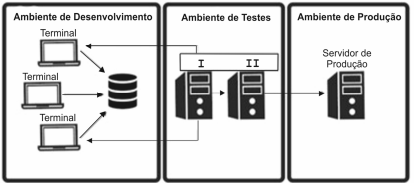 Ambiente de Desenvolvimento
Terminal
Terminal
Terminal
Ambiente de Testes
I II
Ambiente de Produção
Servidor de
Produção